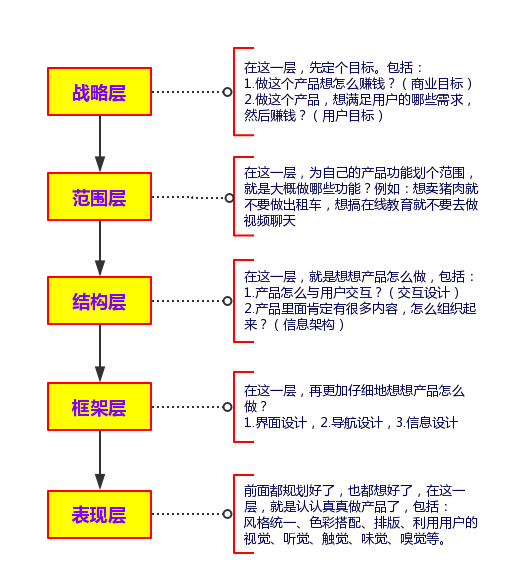 战略层
在这一层，先定个目标。包括：
1.做这个产品想怎么赚钱？（商业目标）
2.做这个产品，想满足用户的哪些需求，
然后赚钱？（用户目标）
范围层
在这一层，为自己的产品功能划个范围，
就是大概做哪些功能？例如：想卖猪肉就
不要做出租车，想搞在线教育就不要去做
视频聊天
结构层
在这一层，就是想想产品怎么做，包括：
1.产品怎么与用户交互？（交互设计）
2.产品里面肯定有很多内容，怎么组织起
来？（信息架构）
框架层
在这一层，再更加仔细地想想产品怎么
做？
1.界面设计，2.导航设计，3.信息设计
表现层
前面都规划好了，也都想好了，在这一
层，就是认认真真做产品了，包括：
风格统一、色彩搭配、排版、利用用户的
视觉、听觉、触觉、味觉、嗅觉等。